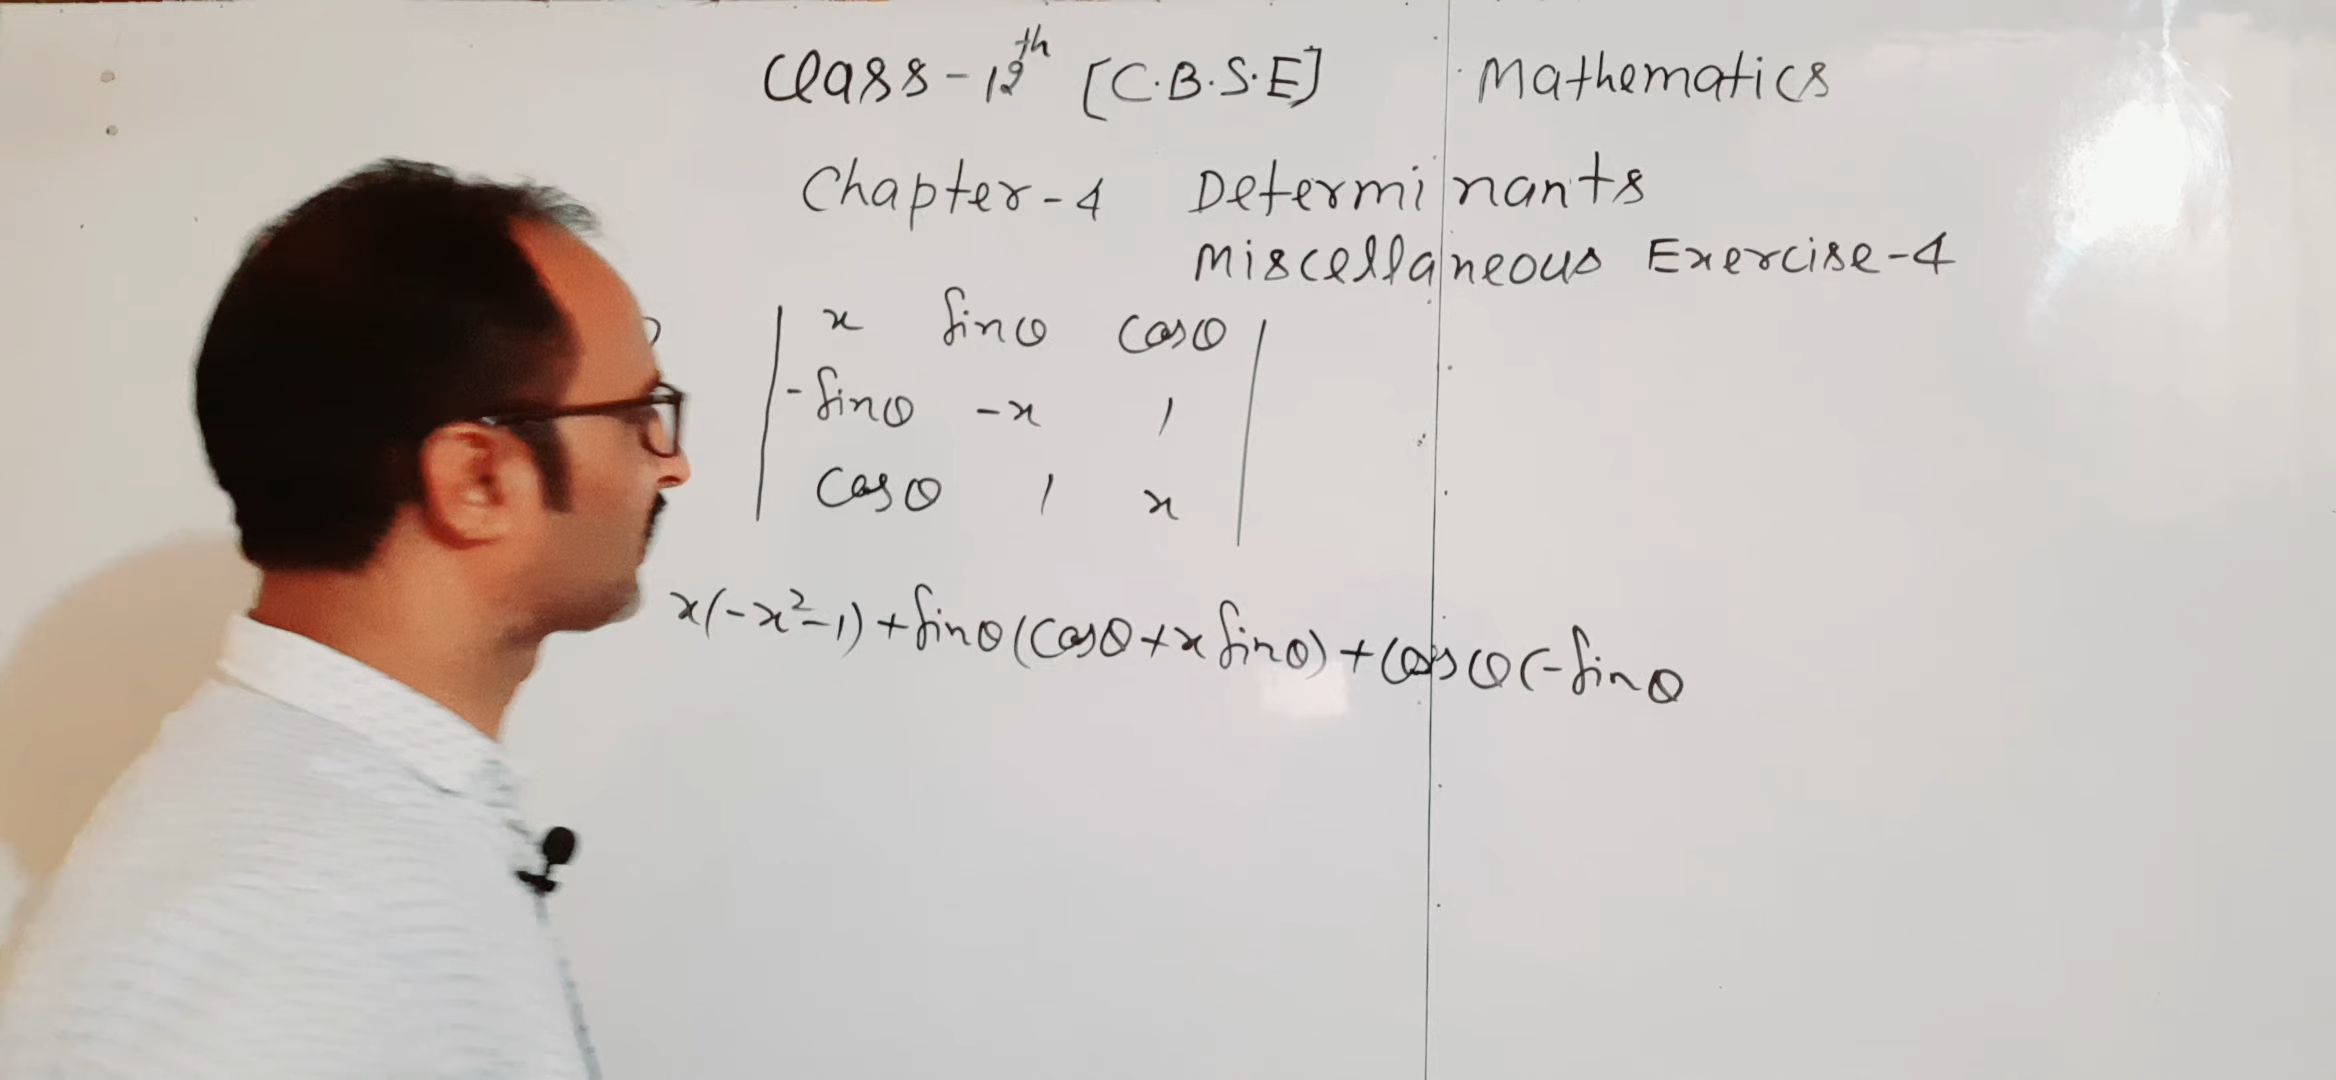 Class-12th [C.B.S.E] Mathematics
Chapter-4 Determinants
Miscellaneous Exercise-4
| x sinθ cosθ |
| -sinθ -x 1 |
| cosθ 1 x |
x(-x²-1)+sinθ(cosθ+x sinθ)+cosθ(-sinθ